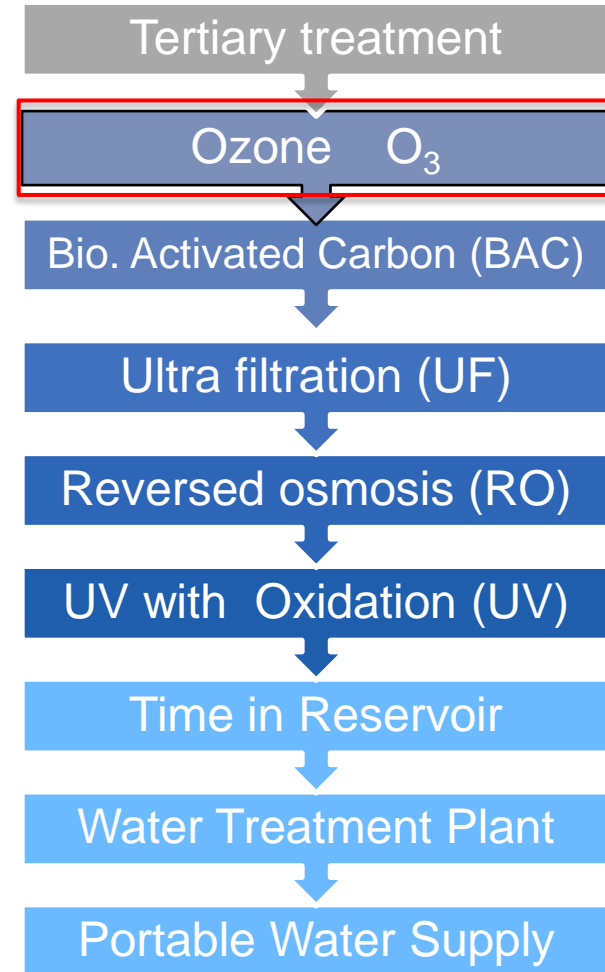 Tertiary treatment
Ozone O₃
Bio. Activated Carbon (BAC)
Ultra filtration (UF)
Reversed osmosis (RO)
UV with Oxidation (UV)
Time in Reservoir
Water Treatment Plant
Portable Water Supply